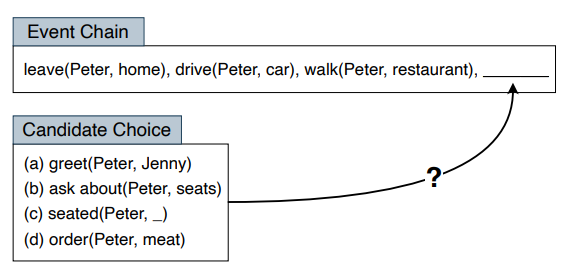 Event Chain
leave(Peter, home), drive(Peter, car), walk(Peter, restaurant), ________
Candidate Choice
(a) greet(Peter, Jenny)
(b) ask about(Peter, seats)
(c) seated(Peter, _)
(d) order(Peter, meat)
?